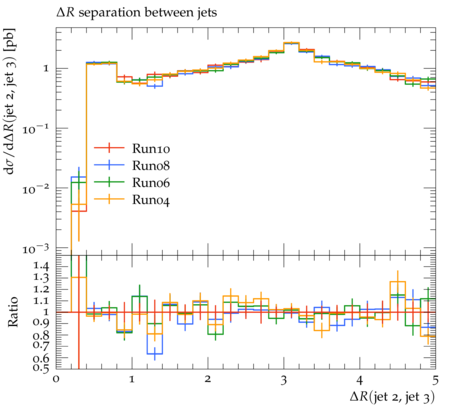 ΔR separation between jets
dσ/dΔR(jet 2, jet 3) [pb]
1
10⁻¹
10⁻²
10⁻³
Run10
Run08
Run06
Run04
Ratio
1.4
1.3
1.2
1.1
1
0.9
0.8
0.7
0.6
0.5
0 1 2 3 4 5
ΔR(jet 2, jet 3)